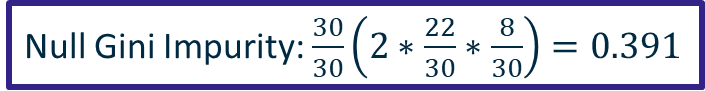 Null Gini Impurity: 30/30 (2 * 22/30 * 8/30) = 0.391